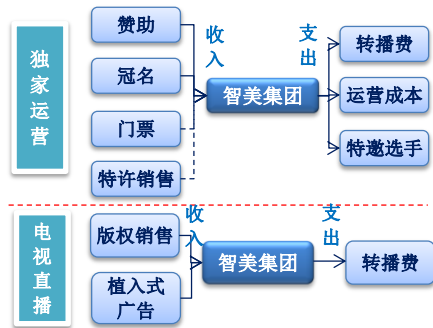 独家运营
赞助
冠名
门票
特许销售
收入
智美集团
支出
转播费
运营成本
特邀选手
电视直播
版权销售
植入式
广告
收入
智美集团
支出
转播费